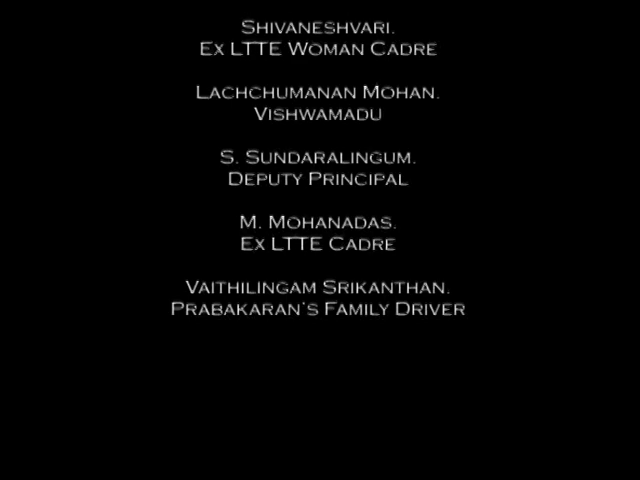 Shivaneshvari.
Ex LTTE Woman Cadre
Lachchumanan Mohan.
Vishwamadu
S. Sundaralingum.
Deputy Principal
M. Mohanadas.
Ex LTTE Cadre
Vaithilingam Srikanthan.
Prabakaran's Family Driver